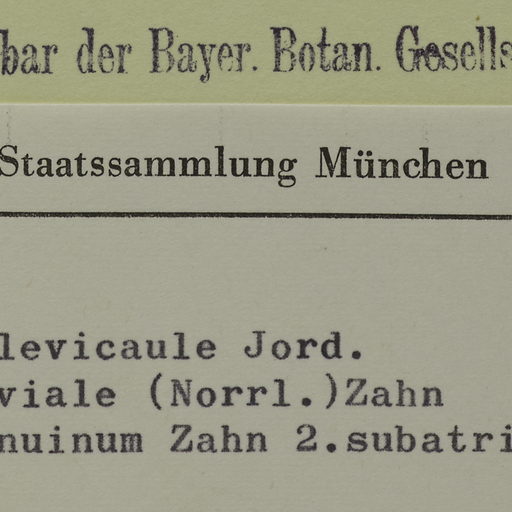 bar der Bayer. Botan. Gesells
Staatssammlung München
levicaule Jord.
viale (Norrl.)Zahn
nuinum Zahn 2.subatri